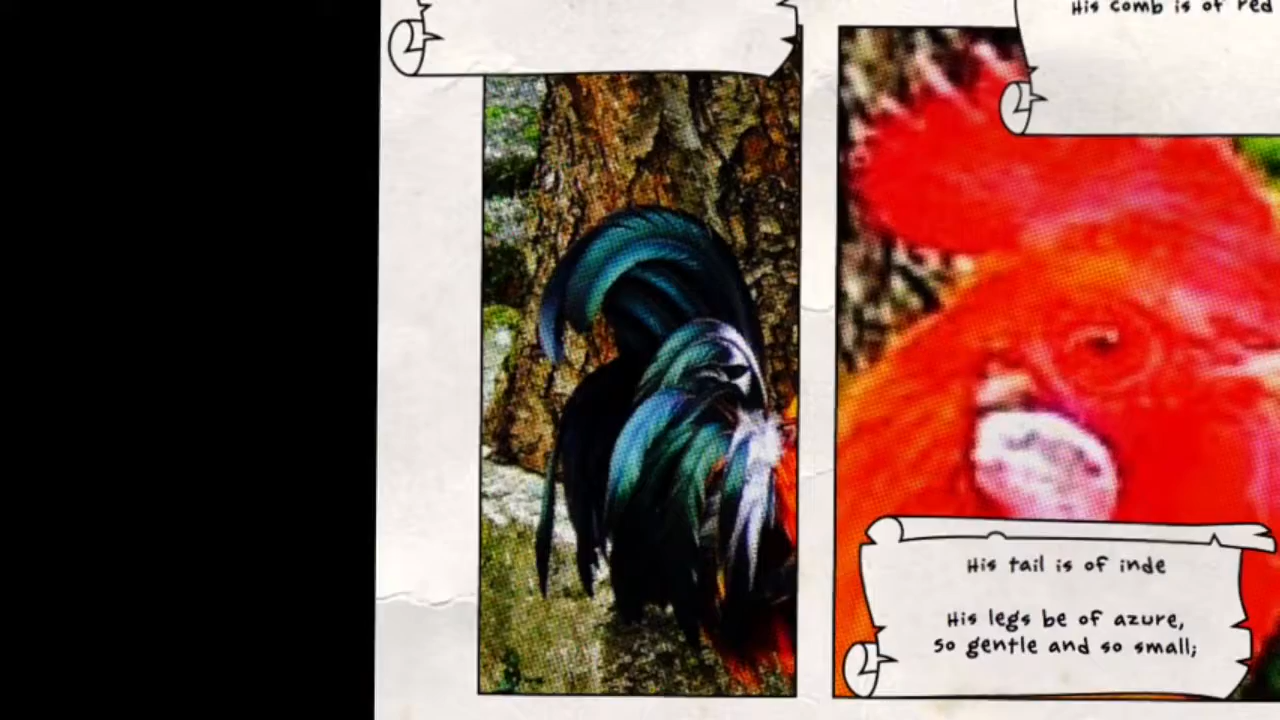 His comb is of red
His tail is of inde
His legs be of azure,
So gentle and so small;